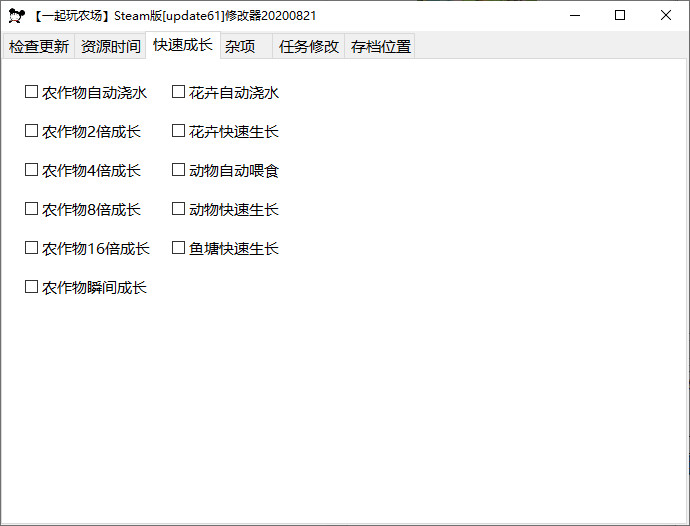 【一起玩农场】Steam版[update61]修改器20200821
检查更新 资源时间 快速成长 杂项 任务修改 存档位置
农作物自动浇水 花卉自动浇水
农作物2倍成长 花卉快速生长
农作物4倍成长 动物自动喂食
农作物8倍成长 动物快速生长
农作物16倍成长 鱼塘快速生长
农作物瞬间成长